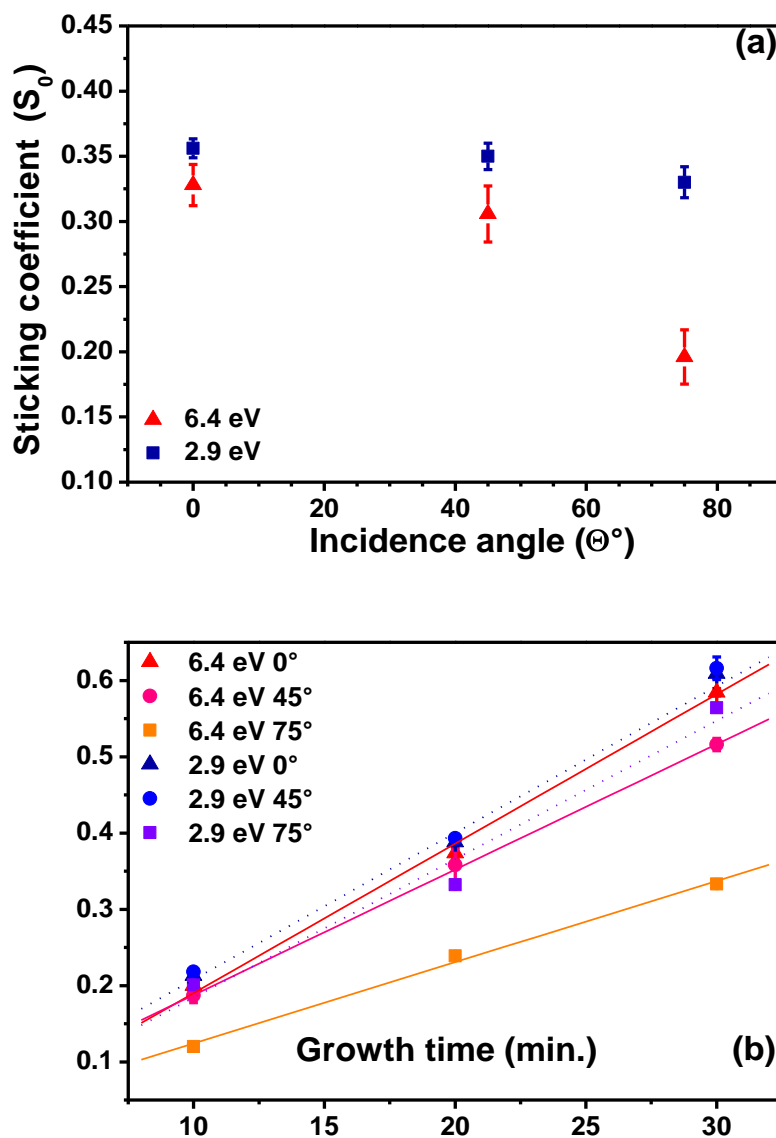 (a)
0.45
0.40
0.35
0.30
0.25
0.20
0.15
0.10
Sticking coefficient (S₀)
6.4 eV
2.9 eV
0 20 40 60 80
Incidence angle (Θ°)
0.6
0.5
0.4
0.3
0.2
0.1
6.4 eV 0°
6.4 eV 45°
6.4 eV 75°
2.9 eV 0°
2.9 eV 45°
2.9 eV 75°
Growth time (min.) (b)
10 15 20 25 30